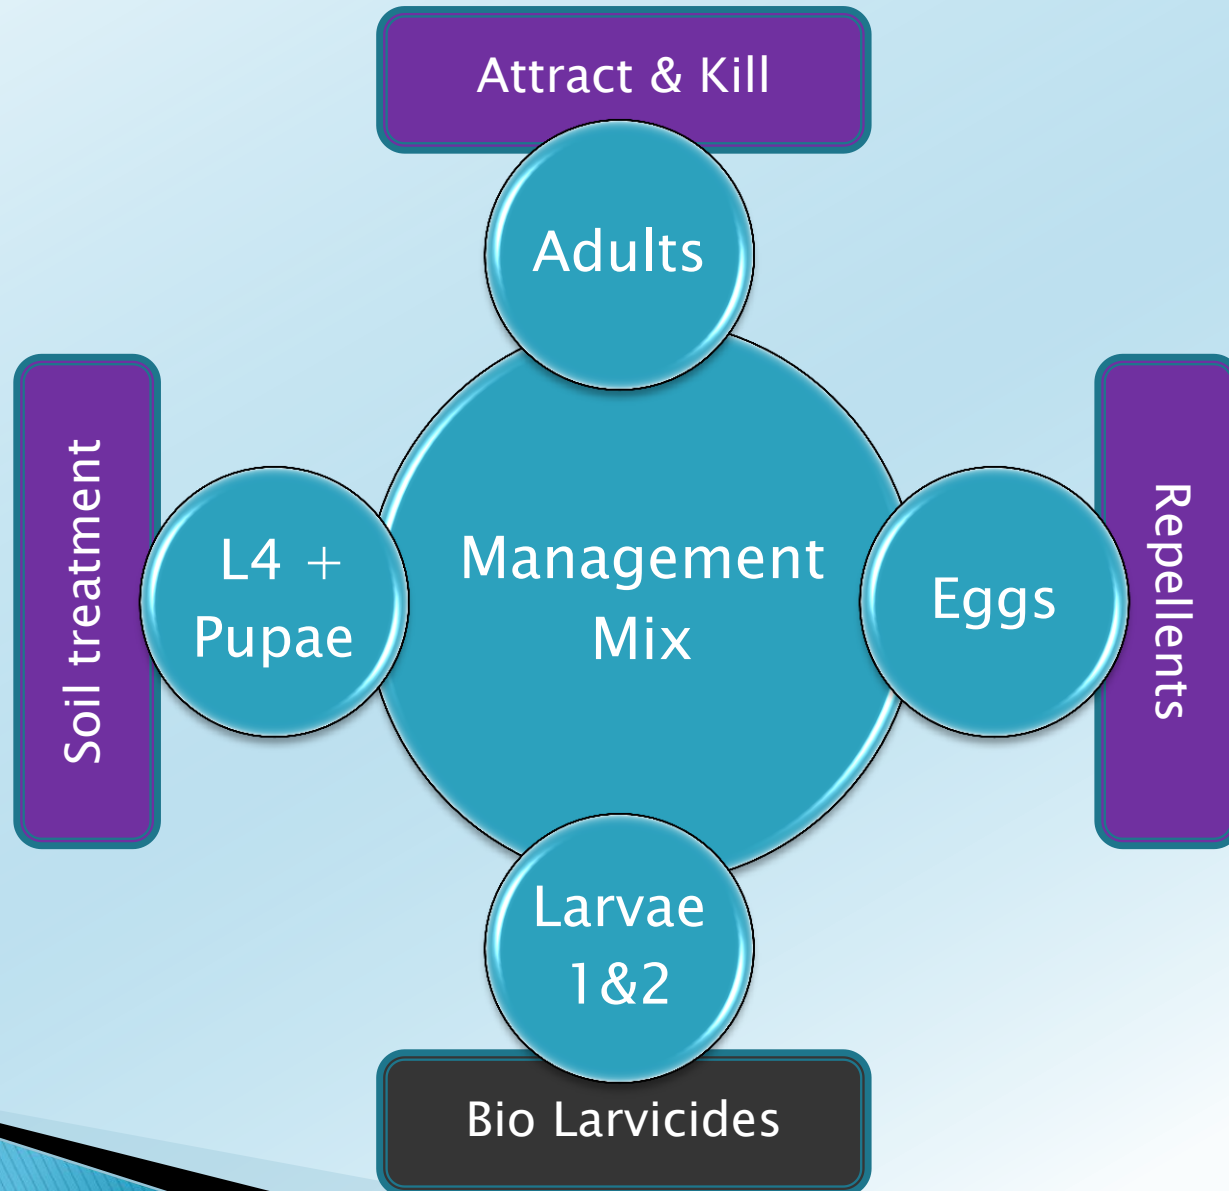 Attract & Kill
Adults
Soil treatment
L4 +
Pupae
Management
Mix
Eggs
Repellents
Larvae
1&2
Bio Larvicides